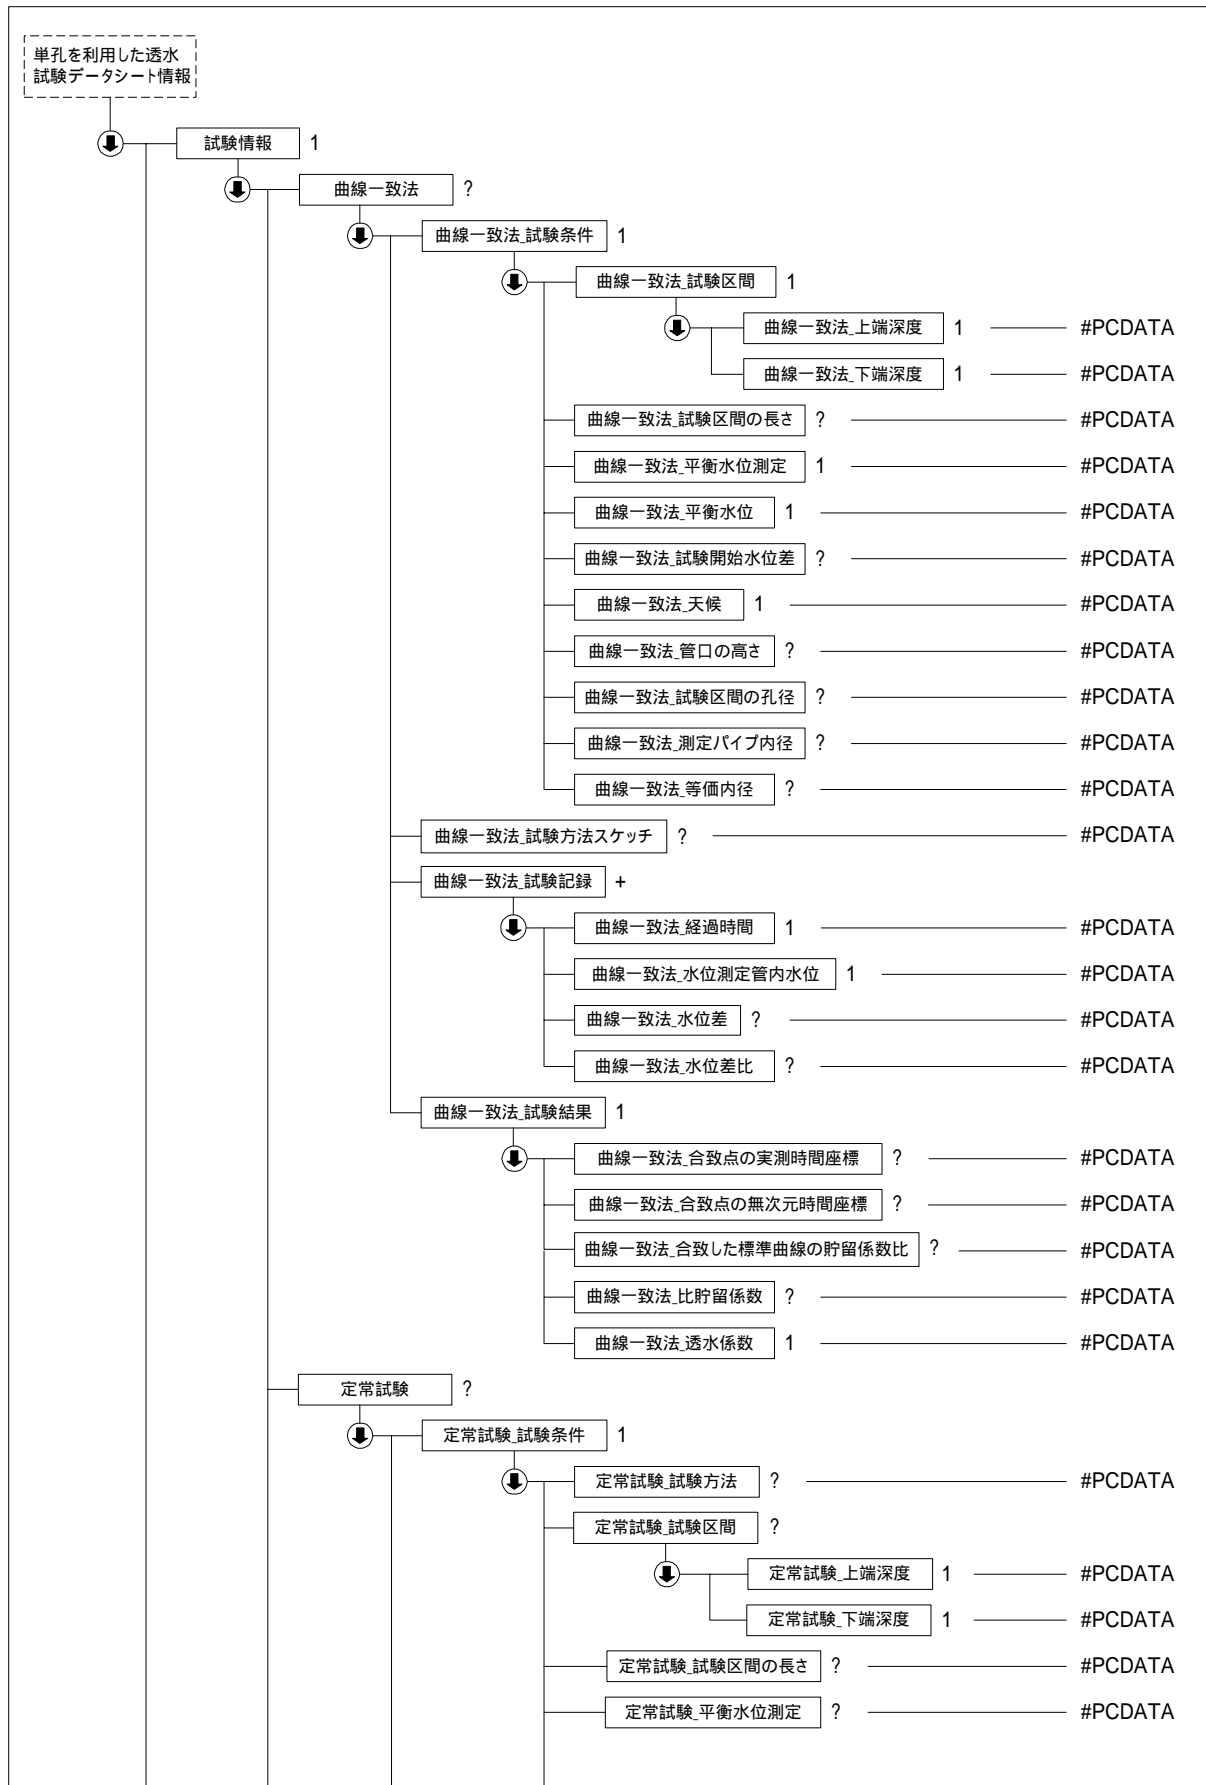 単孔を利用した透水
試験データシート情報
試験情報 1
曲線一致法 ?
曲線一致法_試験条件 1
曲線一致法_試験区間 1
曲線一致法_上端深度 1 #PCDATA
曲線一致法_下端深度 1 #PCDATA
曲線一致法_試験区間の長さ ? #PCDATA
曲線一致法_平衡水位測定 1 #PCDATA
曲線一致法_平衡水位 1 #PCDATA
曲線一致法_試験開始水位差 ? #PCDATA
曲線一致法_天候 1 #PCDATA
曲線一致法_管口の高さ ? #PCDATA
曲線一致法_試験区間の孔径 ? #PCDATA
曲線一致法_測定パイプ内径 ? #PCDATA
曲線一致法_等価内径 ? #PCDATA
曲線一致法_試験方法スケッチ ? #PCDATA
曲線一致法_試験記録 +
曲線一致法_経過時間 1 #PCDATA
曲線一致法_水位測定管内水位 1 #PCDATA
曲線一致法_水位差 ? #PCDATA
曲線一致法_水位差比 ? #PCDATA
曲線一致法_試験結果 1
曲線一致法_合致点の実測時間座標 ? #PCDATA
曲線一致法_合致点の無次元時間座標 ? #PCDATA
曲線一致法_合致した標準曲線の貯留係数比 ? #PCDATA
曲線一致法_比貯留係数 ? #PCDATA
曲線一致法_透水係数 1 #PCDATA
定常試験 ?
定常試験_試験条件 1
定常試験_試験方法 ? #PCDATA
定常試験_試験区間 ?
定常試験_上端深度 1 #PCDATA
定常試験_下端深度 1 #PCDATA
定常試験_試験区間の長さ ? #PCDATA
定常試験_平衡水位測定 ? #PCDATA